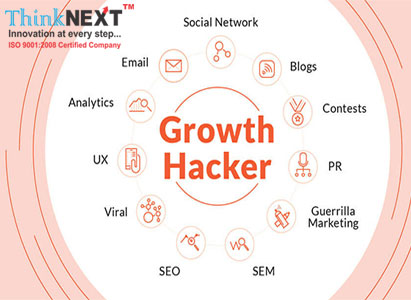 ThinkNEXT™
Innovation at every step...
ISO 9001:2008 Certified Company
Social Network
Email
Blogs
Analytics
Contests
Growth
Hacker
UX
PR
Viral
Guerrilla
Marketing
SEO
SEM